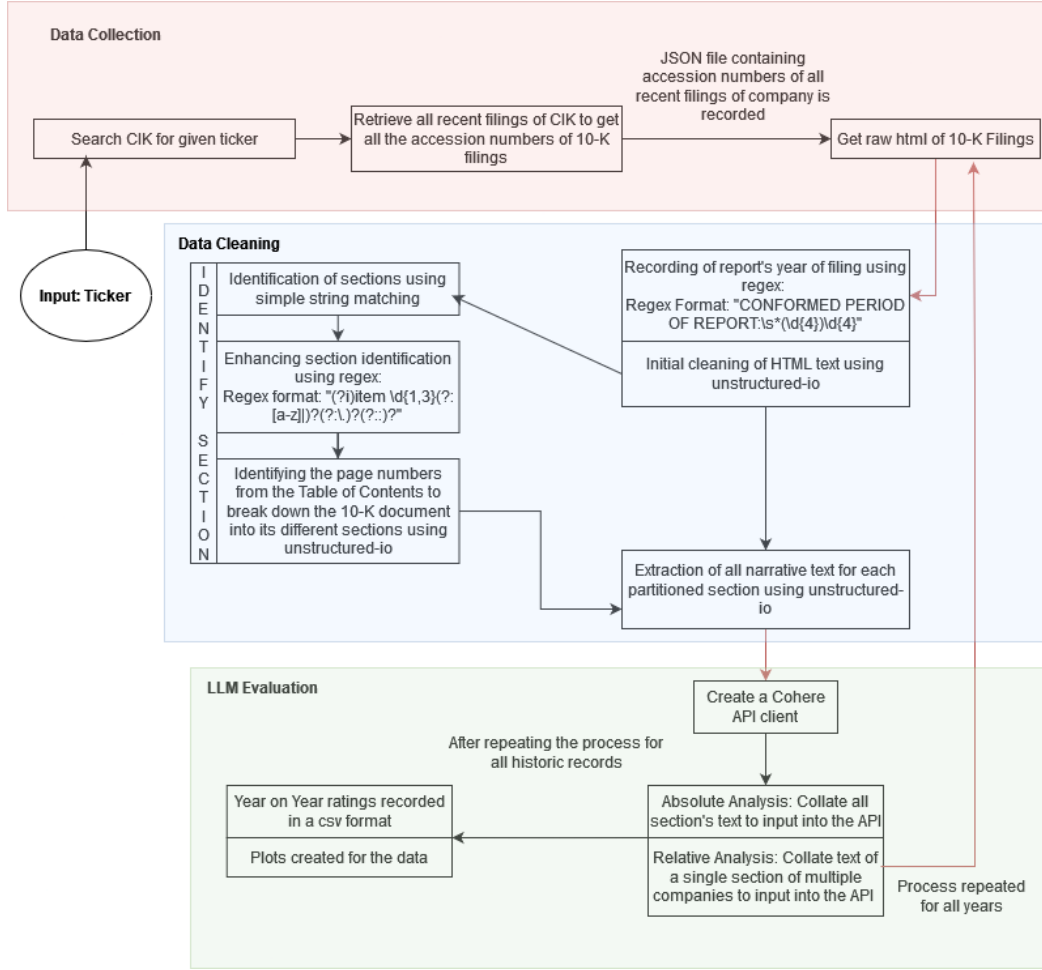 Data Collection
JSON file containing
accession numbers of all
recent filings of company is
recorded
Search CIK for given ticker
Retrieve all recent filings of CIK to get
all the accession numbers of 10-K
filings
Get raw html of 10-K Filings
Input: Ticker
Data Cleaning
IDENTIFY SECTION
Identification of sections using
simple string matching
Enhancing section identification
using regex:
Regex format: "(?i)item \d{1,3}(?:
[a-z]|)?(?:\.)?(?::)?"
Identifying the page numbers
from the Table of Contents to
break down the 10-K document
into its different sections using
unstructured-io
Recording of report's year of filing using
regex:
Regex Format: "CONFORMED PERIOD
OF REPORT:\s*(\d{4})\d{4}"
Initial cleaning of HTML text using
unstructured-io
Extraction of all narrative text for each
partitioned section using unstructured-
io
LLM Evaluation
Create a Cohere
API client
After repeating the process for
all historic records
Year on Year ratings recorded
in a csv format
Plots created for the data
Absolute Analysis: Collate all
section's text to input into the API
Relative Analysis: Collate text of
a single section of multiple
companies to input into the API
Process repeated
for all years